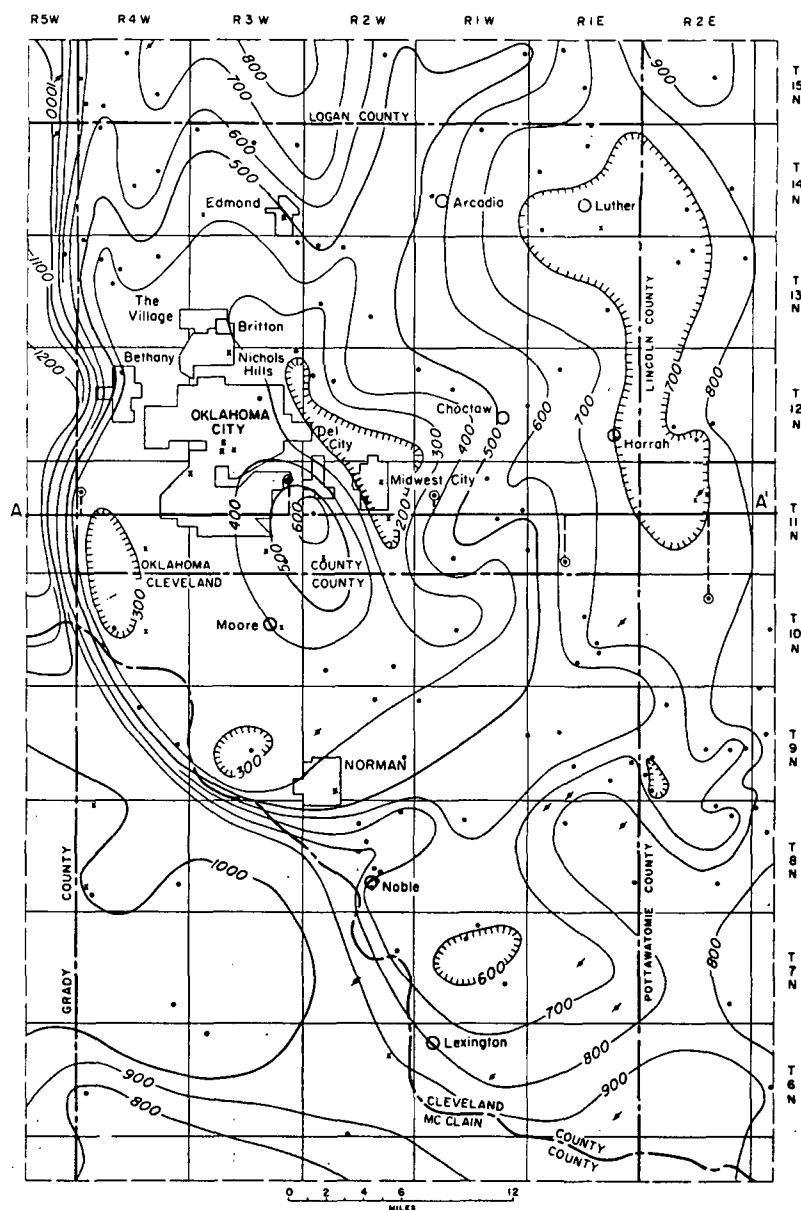 R5W R4W R3W R2W R1W R1E R2E
T 15 N
T 14 N
T 13 N
T 12 N
T 11 N
T 10 N
T 9 N
T 8 N
T 7 N
T 6 N
1000
800
700
600
500
900
LOGAN COUNTY
Edmond
Arcadia
Luther
1100
1200
The Village
Britton
Bethany
Nichols Hills
LINCOLN COUNTY
700
800
OKLAHOMA CITY
Del City
Choctaw
Harrah
300
400
500
600
700
Midwest City
200
A
A'
400
500
600
300
OKLAHOMA COUNTY
CLEVELAND COUNTY
Moore
300
NORMAN
1000
GRADY COUNTY
Noble
POTTAWATOMIE COUNTY
600
700
800
800
900
Lexington
900
800
CLEVELAND COUNTY
MC CLAIN COUNTY
0 2 4 6 12
MILES